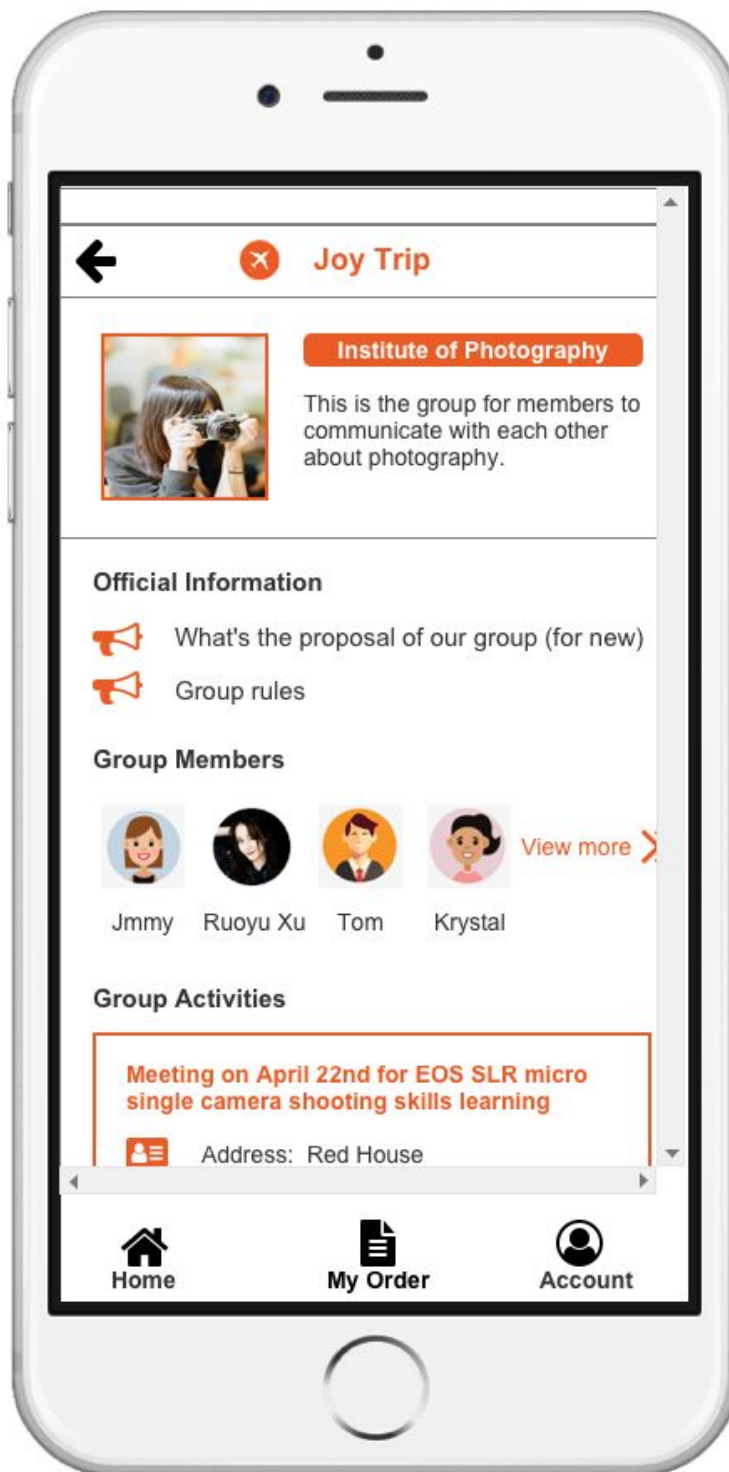 Joy Trip
Institute of Photography
This is the group for members to
communicate with each other
about photography.
Official Information
What's the proposal of our group (for new)
Group rules
Group Members
View more
Jmmy Ruoyu Xu Tom Krystal
Group Activities
Meeting on April 22nd for EOS SLR micro
single camera shooting skills learning
Address: Red House
Home My Order Account